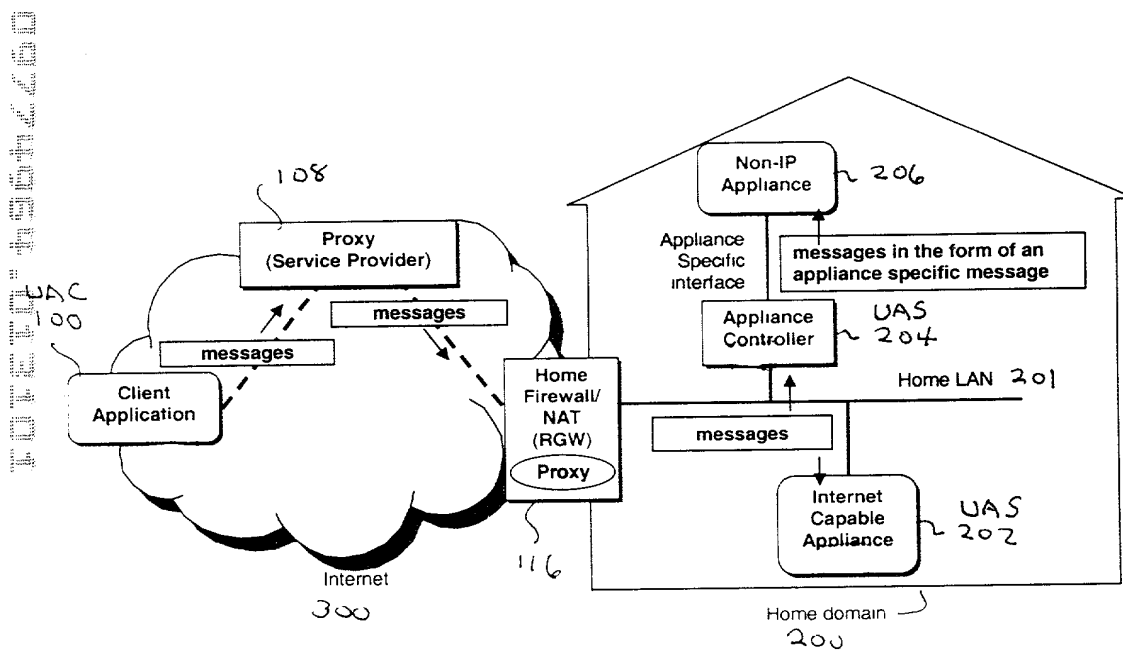 108
Proxy
(Service Provider)
UAC
100
messages
messages
Client
Application
Home
Firewall/
NAT
(RGW)
Proxy
116
Internet
300
Non-IP
Appliance
206
Appliance
Specific
interface
messages in the form of an
appliance specific message
Appliance
Controller
UAS
204
Home LAN 201
messages
Internet
Capable
Appliance
UAS
202
Home domain
200